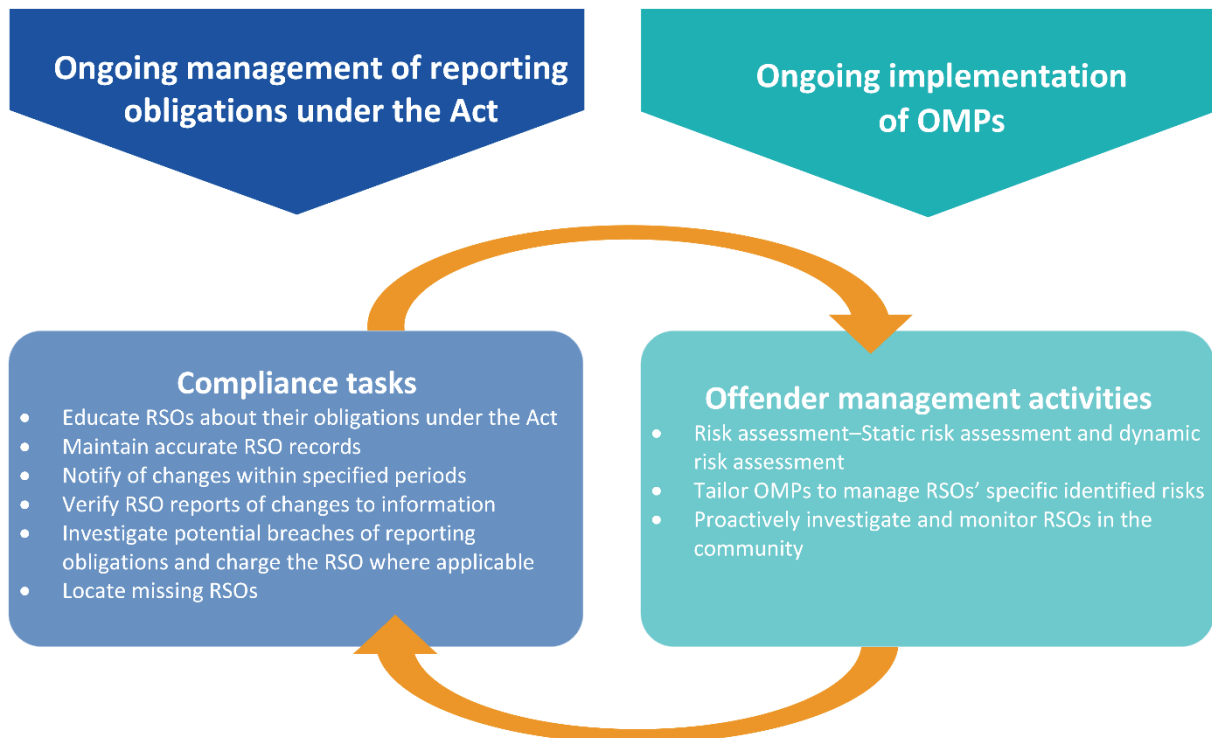 Ongoing management of reporting
obligations under the Act
Ongoing implementation
of OMPs
Compliance tasks
• Educate RSOs about their obligations under the Act
• Maintain accurate RSO records
• Notify of changes within specified periods
• Verify RSO reports of changes to information
• Investigate potential breaches of reporting
obligations and charge the RSO where applicable
• Locate missing RSOs
Offender management activities
• Risk assessment–Static risk assessment and dynamic
risk assessment
• Tailor OMPs to manage RSOs’ specific identified risks
• Proactively investigate and monitor RSOs in the
community